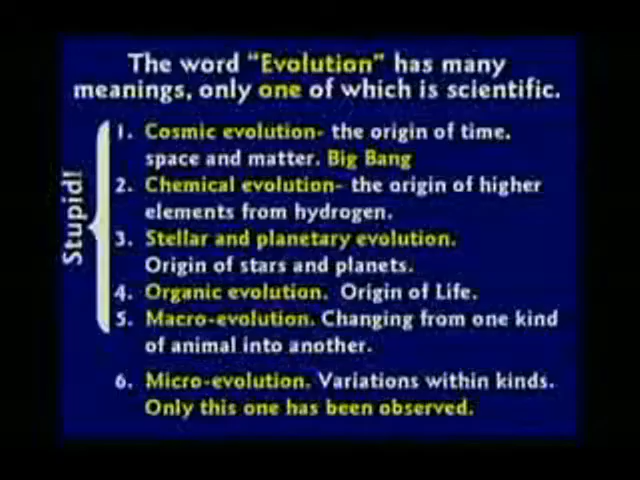 The word "Evolution" has many
meanings, only one of which is scientific.
Stupid!
1. Cosmic evolution- the origin of time,
space and matter. Big Bang
2. Chemical evolution- the origin of higher
elements from hydrogen.
3. Stellar and planetary evolution.
Origin of stars and planets.
4. Organic evolution. Origin of Life.
5. Macro-evolution. Changing from one kind
of animal into another.
6. Micro-evolution. Variations within kinds.
Only this one has been observed.